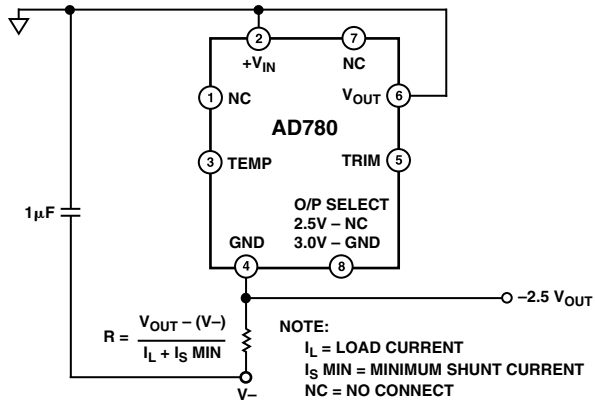 2
7
+VIN
NC
1
NC
VOUT
6
AD780
3
TEMP
TRIM
5
1µF
O/P SELECT
2.5V – NC
3.0V – GND
GND
4
8
–2.5 VOUT
R = VOUT – (V–)
IL + IS MIN
NOTE:
IL = LOAD CURRENT
IS MIN = MINIMUM SHUNT CURRENT
NC = NO CONNECT
V–